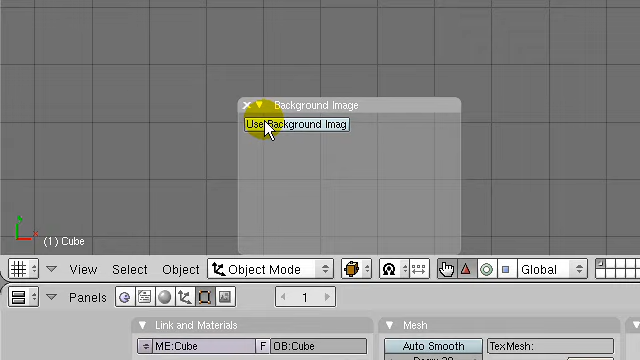 Background Image
Use Background Imag
(1) Cube
View Select Object Object Mode Global
Panels 1
Link and Materials Mesh
ME:Cube F OB:Cube Auto Smooth TexMesh: